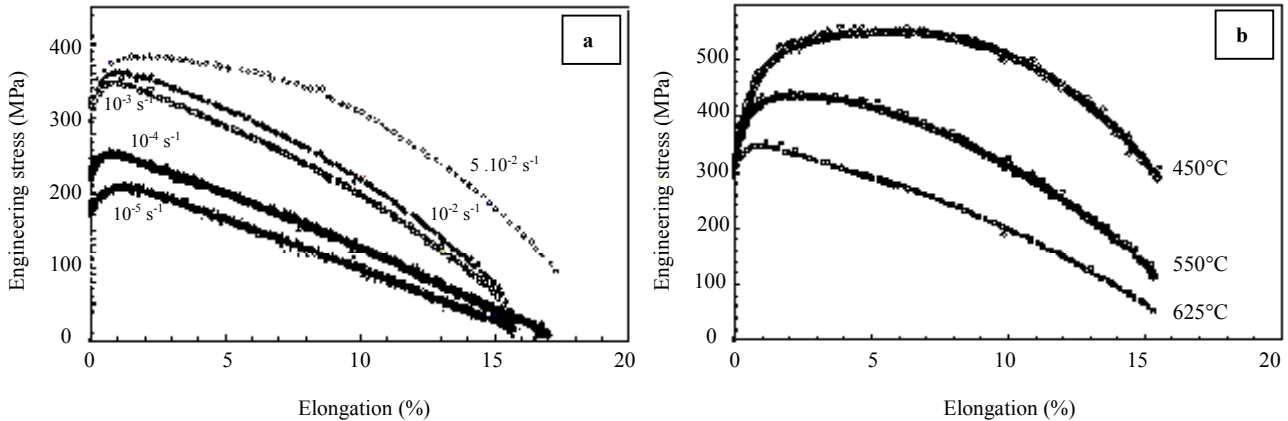 a
Engineering stress (MPa)
400
300
200
100
0
10⁻³ s⁻¹
10⁻⁴ s⁻¹
10⁻⁵ s⁻¹
5 .10⁻² s⁻¹
10⁻² s⁻¹
0 5 10 15 20
Elongation (%)
b
Engineering stress (MPa)
500
400
300
200
100
0
450°C
550°C
625°C
0 5 10 15 20
Elongation (%)